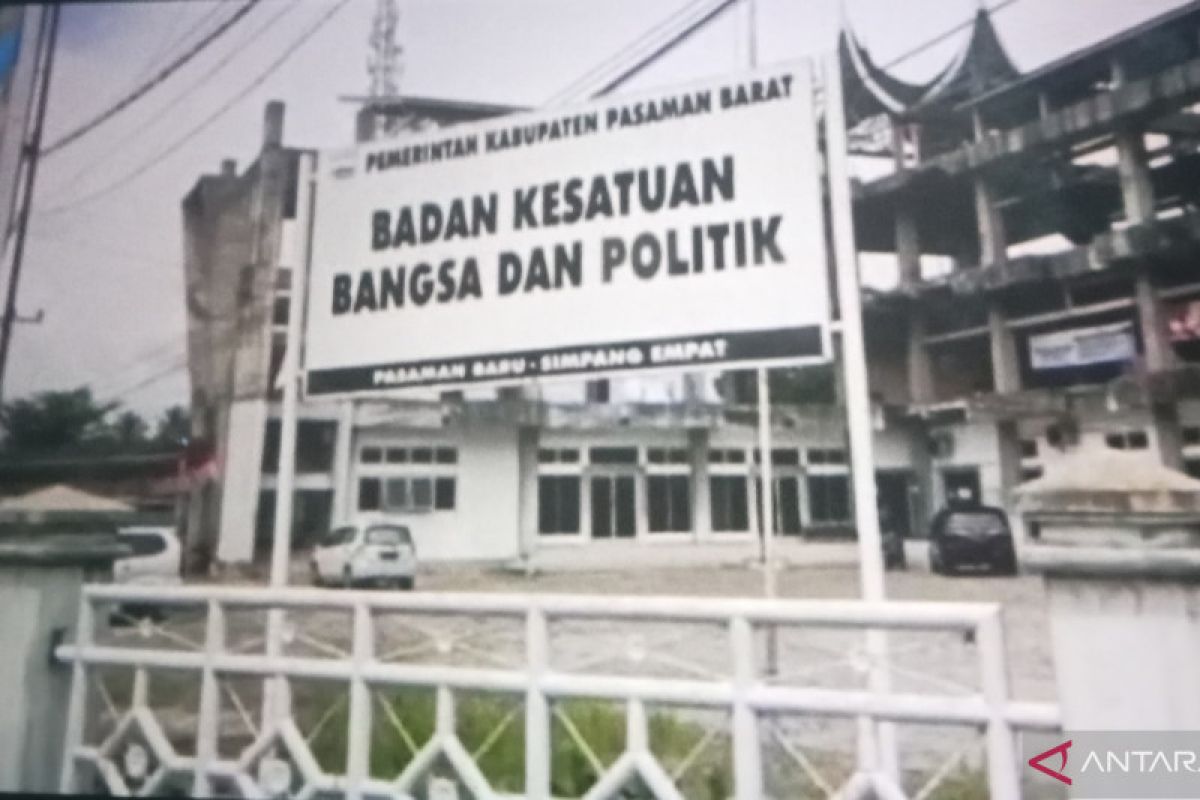 PEMERINTAH KABUPATEN PASAMAN BARAT
BADAN KESATUAN
BANGSA DAN POLITIK
PASAMAN BARU - SIMPANG EMPAT
ANTARA